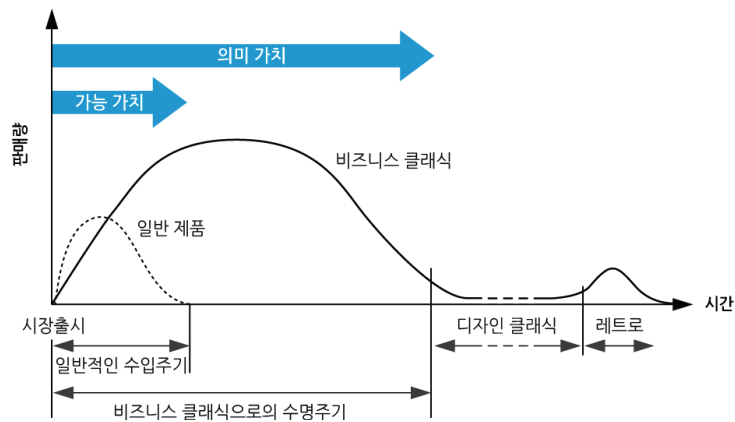 의미 가치
가능 가치
판매량
비즈니스 클래식
일반 제품
시간
시장출시
디자인 클래식
레트로
일반적인 수입주기
비즈니스 클래식으로의 수명주기